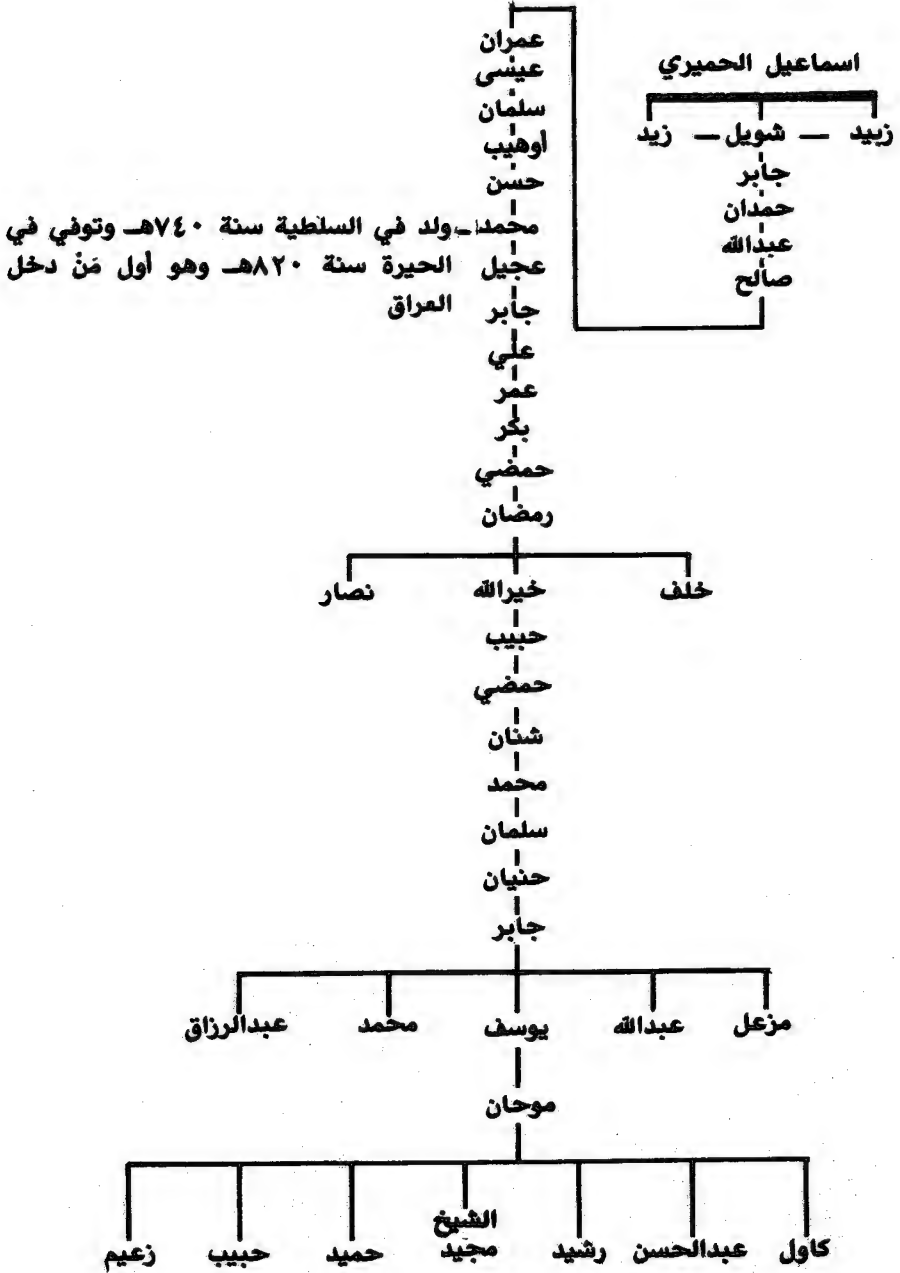 اسماعيل الحميري
زبيد — شويل — زيد
جابر
حمدان
عبدالله
صالح
عمران
عيسى
سلمان
أوهيب
حسن
محمد ـ ولد في السلطية سنة ٧٤٠هـ وتوفي في
عجيل الحيرة سنة ٨٢٠هـ وهو أول مَنْ دخل
جابر العراق
علي
عمر
بكر
حمضي
رمضان
خلف خيرالله نصار
حبيب
حمضي
شنان
محمد
سلمان
حنيان
جابر
مزعل عبدالله يوسف محمد عبدالرزاق
موحان
كاول عبدالحسن رشيد الشيخ مجيد حميد حبيب زعيم